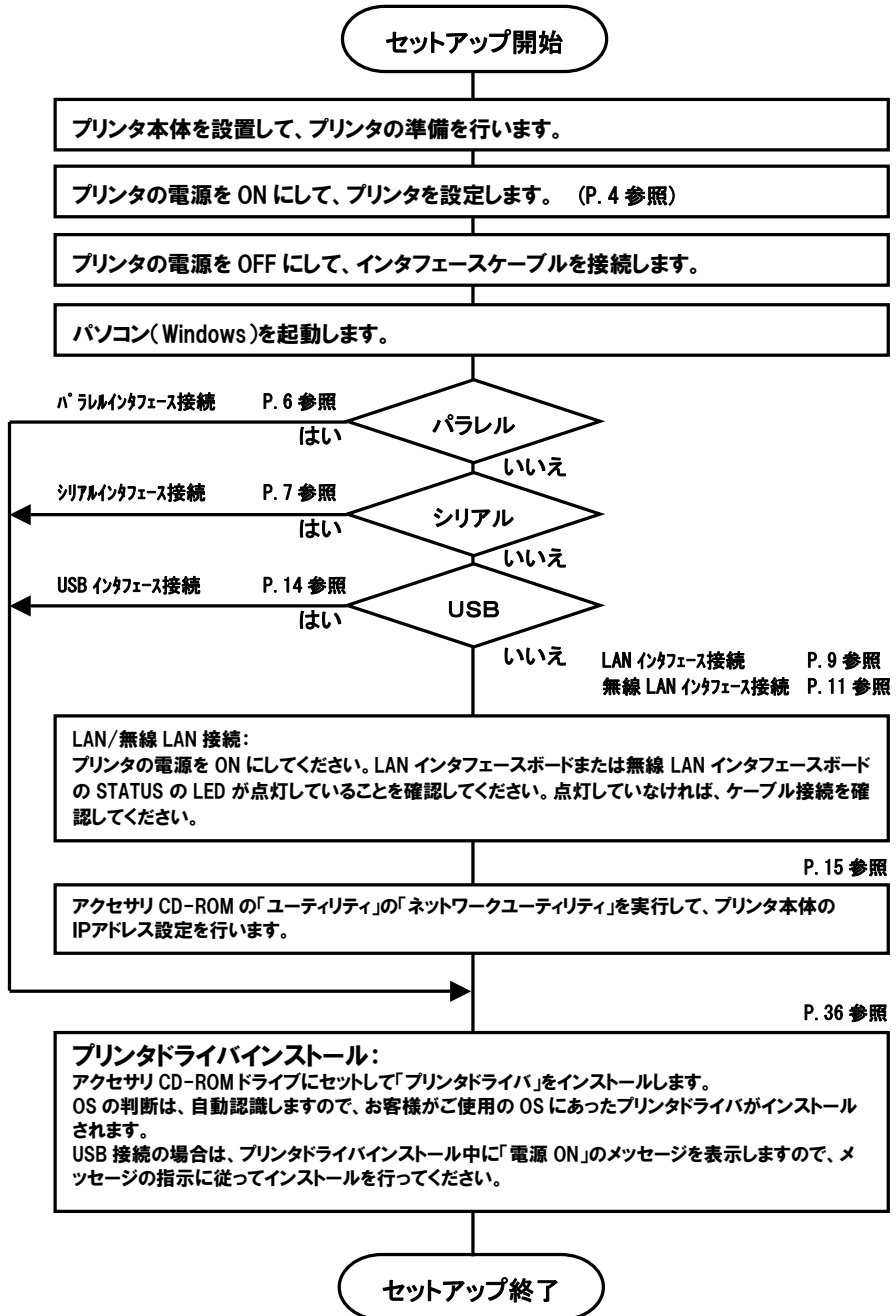 セットアップ開始
プリンタ本体を設置して、プリンタの準備を行います。
プリンタの電源を ON にして、プリンタを設定します。 (P.4 参照)
プリンタの電源を OFF にして、インタフェースケーブルを接続します。
パソコン(Windows)を起動します。
パラレルインタフェース接続 P.6 参照
パラレル
はい
いいえ
シリアルインタフェース接続 P.7 参照
シリアル
はい
いいえ
USB インタフェース接続 P.14 参照
USB
はい
いいえ
LAN インタフェース接続 P.9 参照
無線 LAN インタフェース接続 P.11 参照
LAN/無線 LAN 接続:
プリンタの電源を ON にしてください。LAN インタフェースボードまたは無線 LAN インタフェースボード
の STATUS の LED が点灯していることを確認してください。点灯していなければ、ケーブル接続を確
認してください。
P.15 参照
アクセサリ CD-ROM の「ユーティリティ」の「ネットワークユーティリティ」を実行して、プリンタ本体の
IPアドレス設定を行います。
P.36 参照
プリンタドライバインストール:
アクセサリ CD-ROMドライブにセットして「プリンタドライバ」をインストールします。
OS の判断は、自動認識しますので、お客様がご使用の OS にあったプリンタドライバがインストール
されます。
USB 接続の場合は、プリンタドライバインストール中に「電源 ON」のメッセージを表示しますので、メ
ッセージの指示に従ってインストールを行ってください。
セットアップ終了